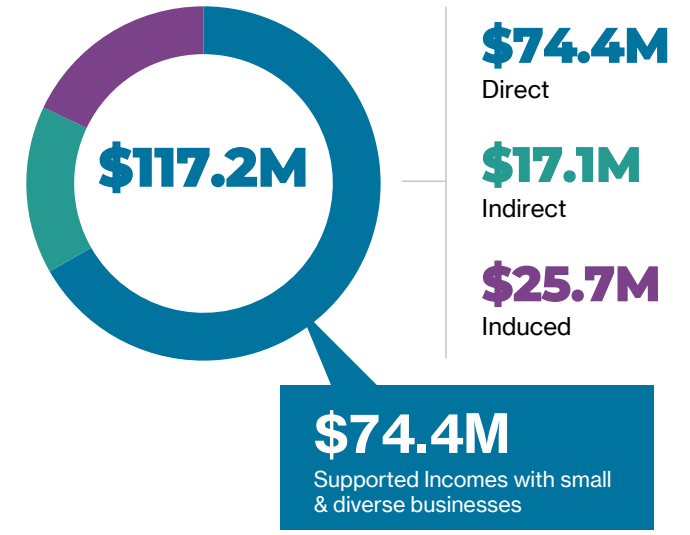 $117.2M
$74.4M
Direct
$17.1M
Indirect
$25.7M
Induced
$74.4M
Supported Incomes with small
& diverse businesses